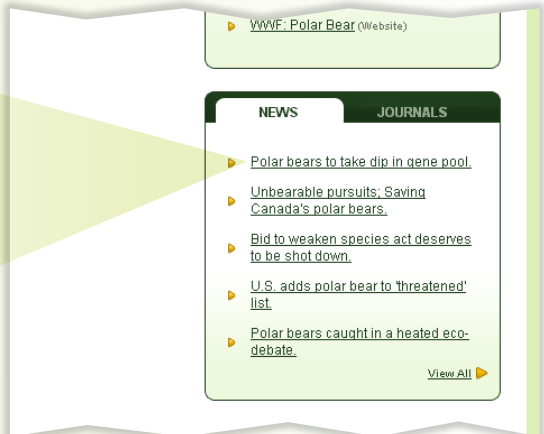 WWF: Polar Bear (Website)
NEWS
JOURNALS
Polar bears to take dip in gene pool.
Unbearable pursuits; Saving
Canada's polar bears.
Bid to weaken species act deserves
to be shot down.
U.S. adds polar bear to 'threatened'
list.
Polar bears caught in a heated eco-
debate.
View All